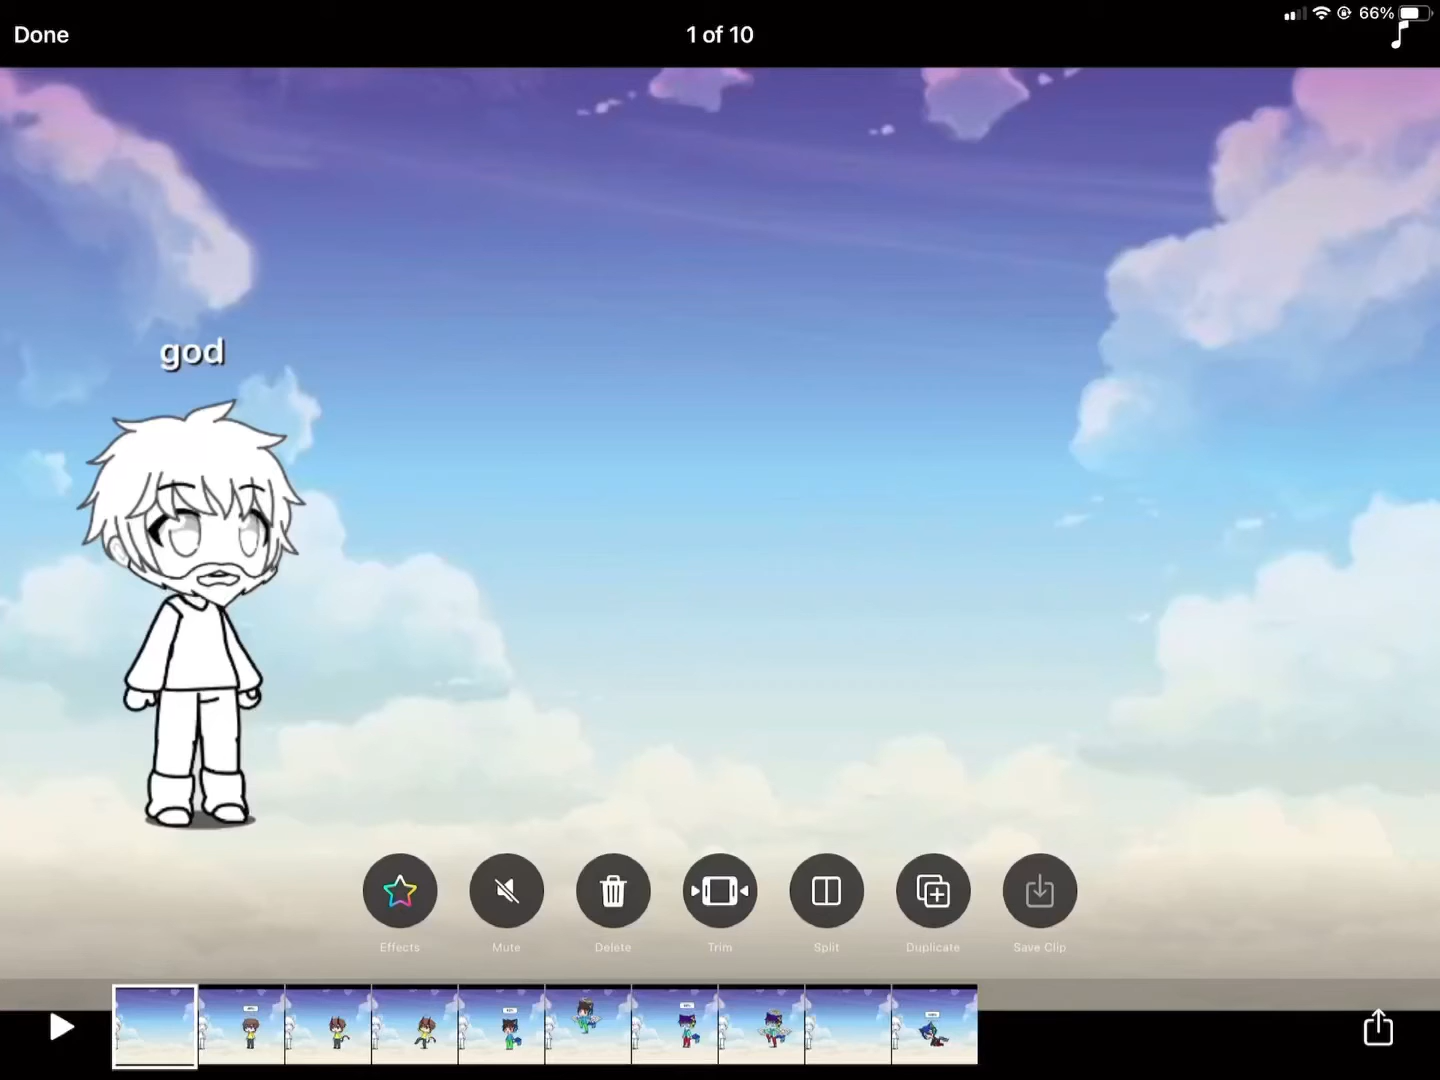 66%
Done
1 of 10
god
Effects
Mute
Delete
Trim
Split
Duplicate
Save Clip